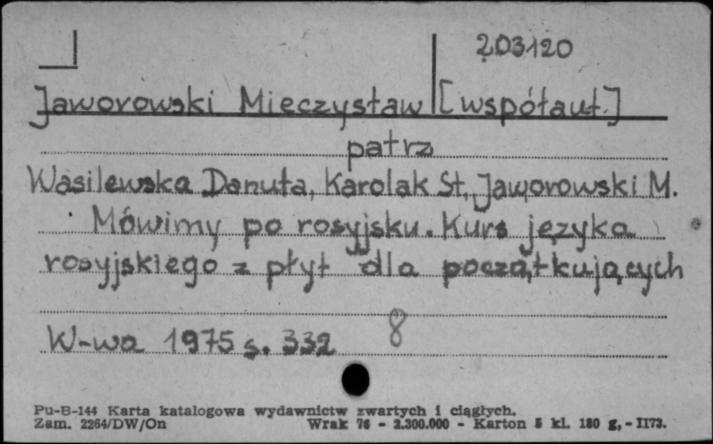 203120
Jaworowski Mieczysław [współaut.]
patrz
Wasilewska Danuta, Karolak St., Jaworowski M.
Mówimy po rosyjsku. Kurs języka
rosyjskiego z płyt dla początkujących
W-wa 1975 s. 332 8
Pu-B-144 Karta katalogowa wydawnictw zwartych i ciągłych.
Zam. 2264/DW/On Wrak 76 - 2.300.000 - Karton 5 kl. 180 g, - II73.